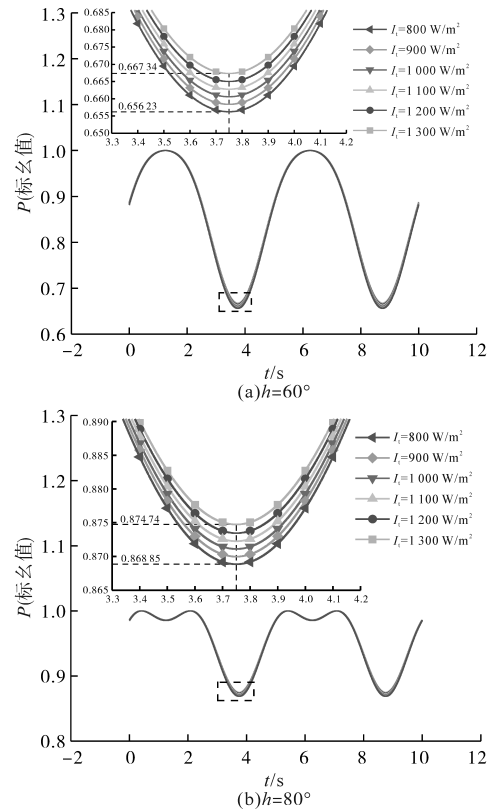 1.3
1.2
1.1
1.0
0.9
0.8
0.7
0.6
P(标幺值)
0.685
0.680
0.675
0.670
0.665
0.660
0.655
0.650
0.667 34
0.656 23
3.3 3.4 3.5 3.6 3.7 3.8 3.9 4.0 4.1 4.2
Iₜ=800 W/m²
Iₜ=900 W/m²
Iₜ=1 000 W/m²
Iₜ=1 100 W/m²
Iₜ=1 200 W/m²
Iₜ=1 300 W/m²
−2 0 2 4 6 8 10 12
t/s
(a)h=60°
1.3
1.2
1.1
1.0
0.9
0.8
P(标幺值)
0.890
0.885
0.880
0.875
0.870
0.865
0.874 74
0.868 85
3.3 3.4 3.5 3.6 3.7 3.8 3.9 4.0 4.1 4.2
Iₜ=800 W/m²
Iₜ=900 W/m²
Iₜ=1 000 W/m²
Iₜ=1 100 W/m²
Iₜ=1 200 W/m²
Iₜ=1 300 W/m²
−2 0 2 4 6 8 10 12
t/s
(b)h=80°